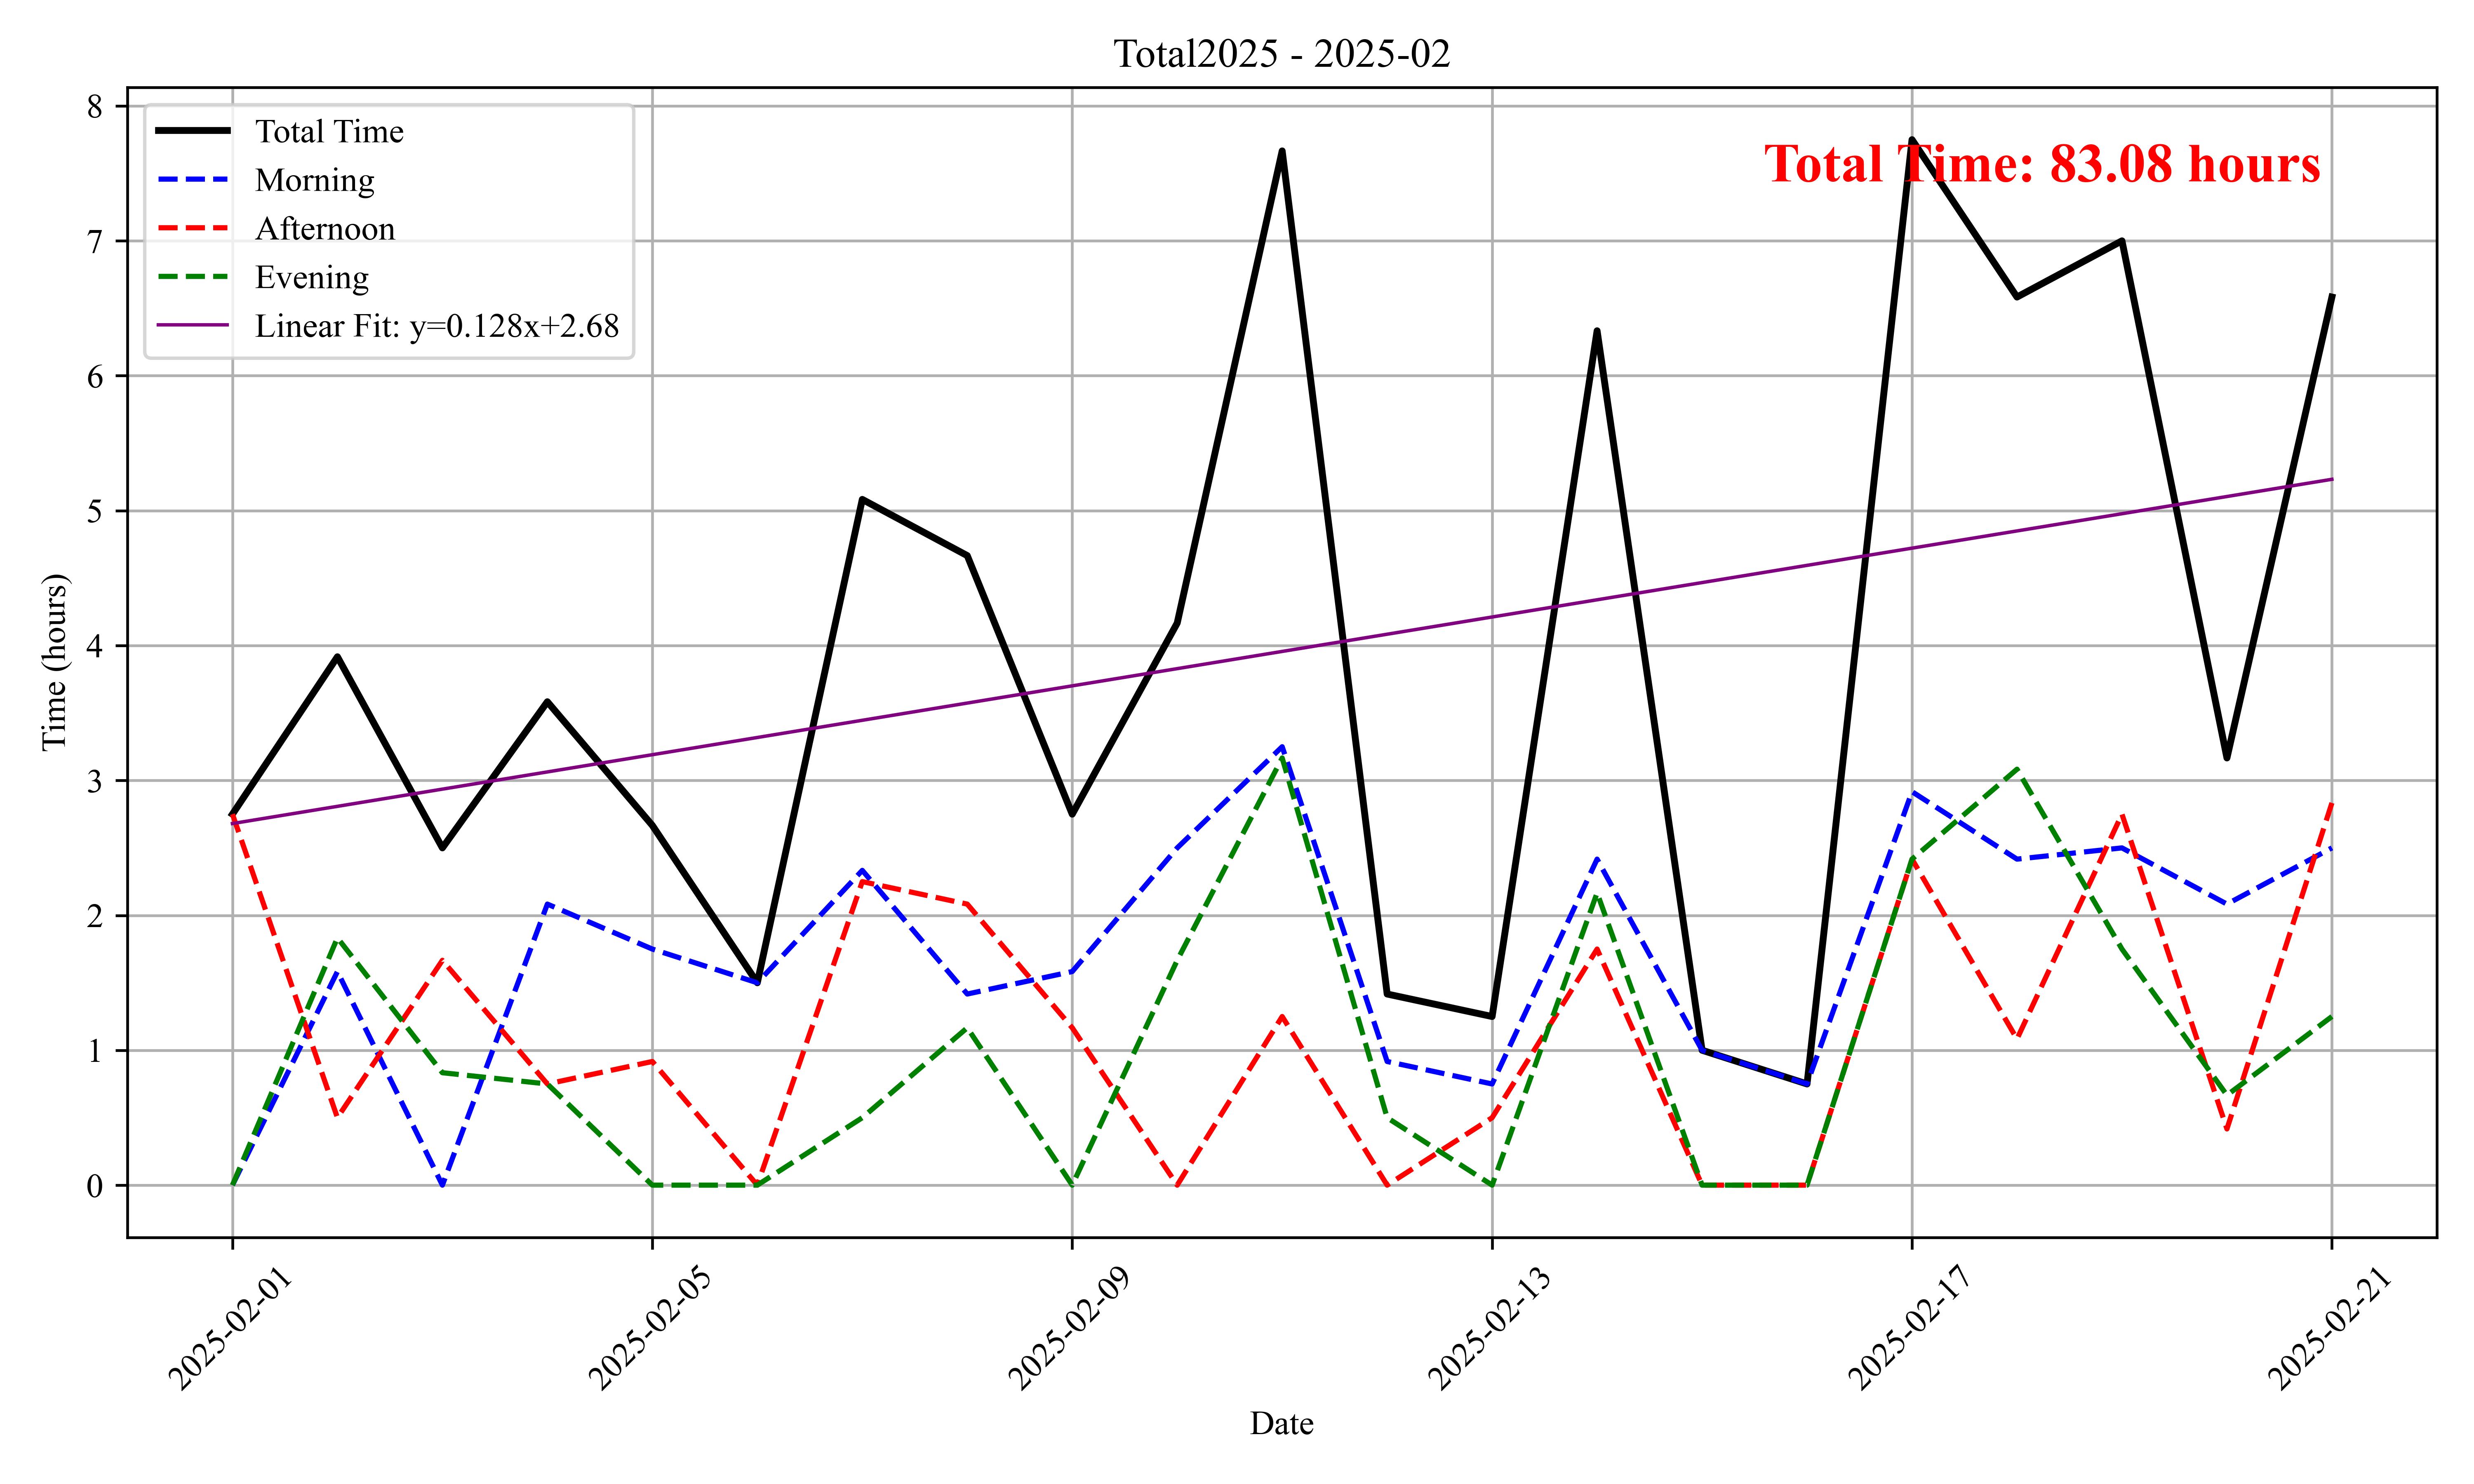 Total2025 - 2025-02
Total Time: 83.08 hours
Total Time
Morning
Afternoon
Evening
Linear Fit: y=0.128x+2.68
Time (hours)
8
7
6
5
4
3
2
1
0
2025-02-01
2025-02-05
2025-02-09
2025-02-13
2025-02-17
2025-02-21
Date